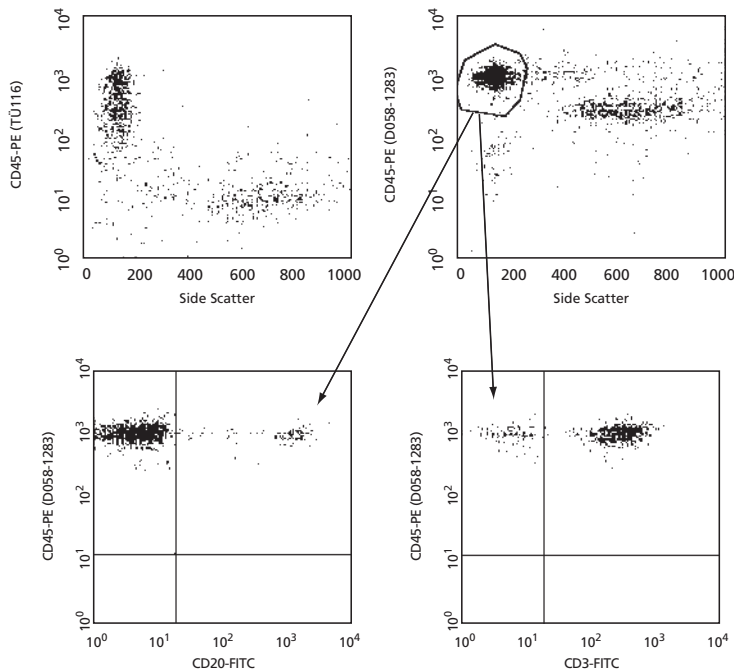 CD45-PE (TÜ116)
10⁴
10³
10²
10¹
10⁰
0 200 400 600 800 1000
Side Scatter
CD45-PE (D058-1283)
10⁴
10³
10²
10¹
10⁰
0 200 400 600 800 1000
Side Scatter
CD45-PE (D058-1283)
10⁴
10³
10²
10¹
10⁰
10⁰ 10¹ 10² 10³ 10⁴
CD20-FITC
CD45-PE (D058-1283)
10⁴
10³
10²
10¹
10⁰
10⁰ 10¹ 10² 10³ 10⁴
CD3-FITC